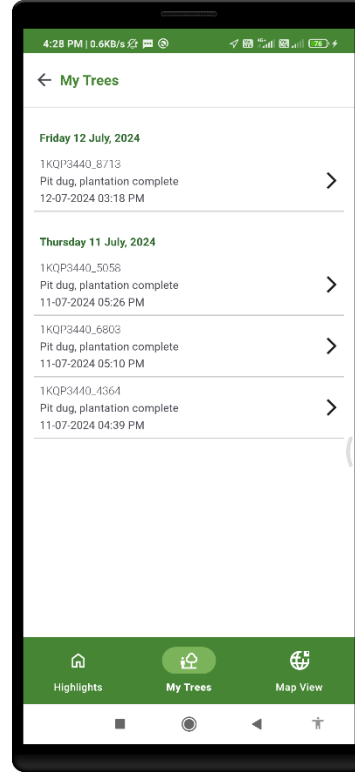 4:28 PM | 0.6KB/s
76
My Trees
Friday 12 July, 2024
1KQP3440_8713
Pit dug, plantation complete
12-07-2024 03:18 PM
Thursday 11 July, 2024
1KQP3440_5058
Pit dug, plantation complete
11-07-2024 05:26 PM
1KQP3440_6803
Pit dug, plantation complete
11-07-2024 05:10 PM
1KQP3440_4364
Pit dug, plantation complete
11-07-2024 04:39 PM
Highlights My Trees Map View